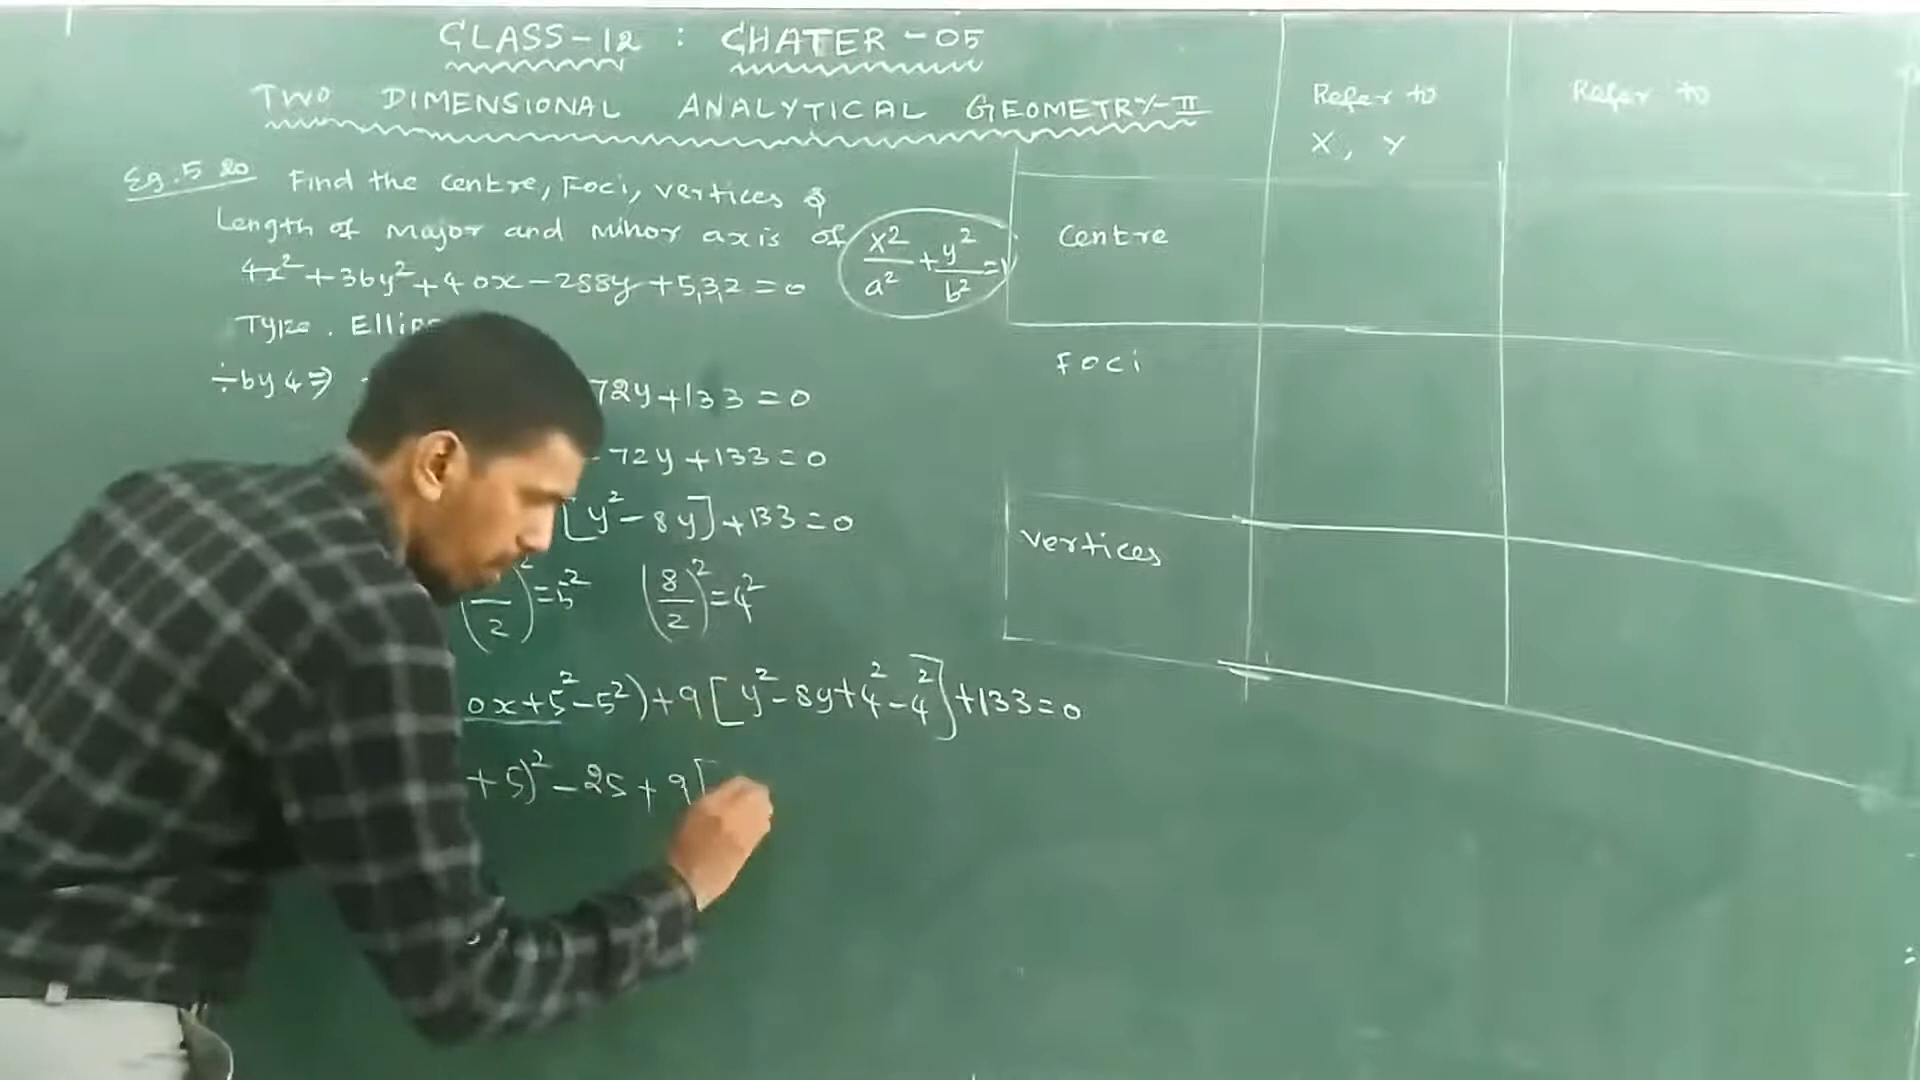 CLASS-12 : CHATER-05
TWO DIMENSIONAL ANALYTICAL GEOMETRY-II
Eg.5.20 Find the centre, Foci, vertices &
Length of major and minor axis of x²/a² + y²/b² = 1
4x²+36y²+40x-288y+532=0
Type.
÷by 4 ⇒ 72y+133=0
-72y+133=0
[y²-8y]+133=0
/2)²=5² (8/2)²=4²
0x+5²-5²)+9[y²-8y+4²-4²]+133=0
+5)²-25+9[
Refer to X, Y
Refer to
Centre
Foci
Vertices